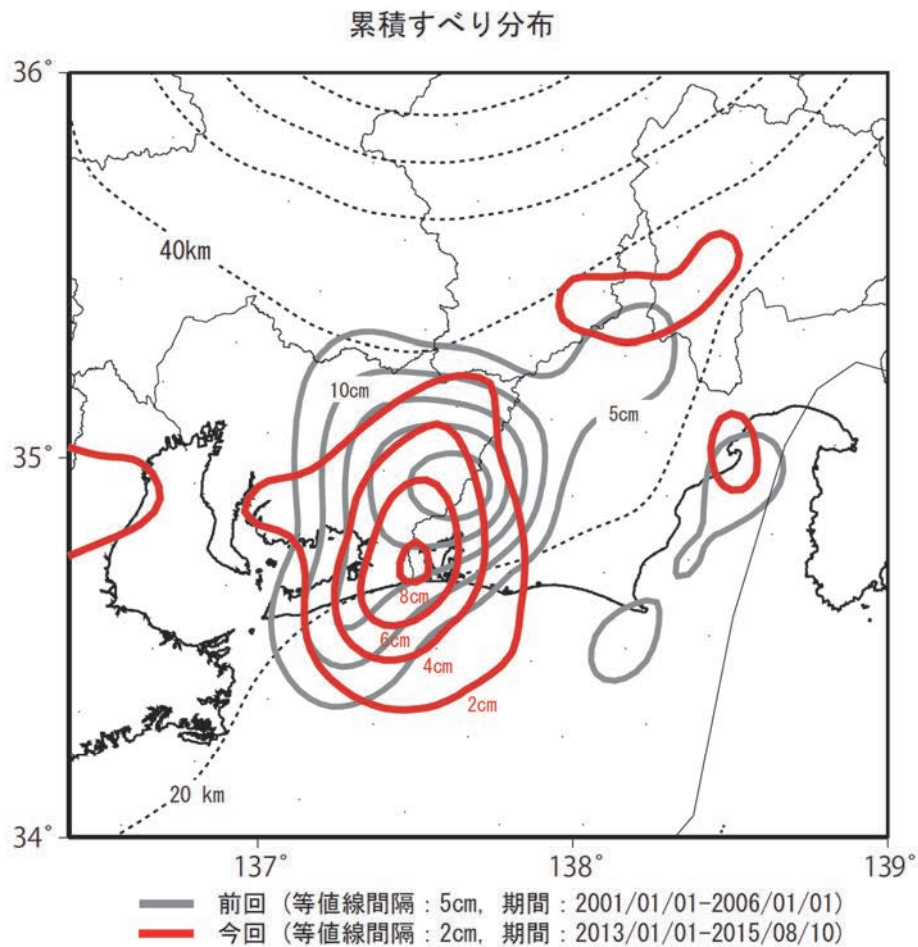 累積すべり分布
36°
40km
10cm
5cm
35°
8cm
6cm
4cm
2cm
20 km
34°
137°
138°
139°
前回 (等値線間隔：5cm, 期間：2001/01/01-2006/01/01)
今回 (等値線間隔：2cm, 期間：2013/01/01-2015/08/10)